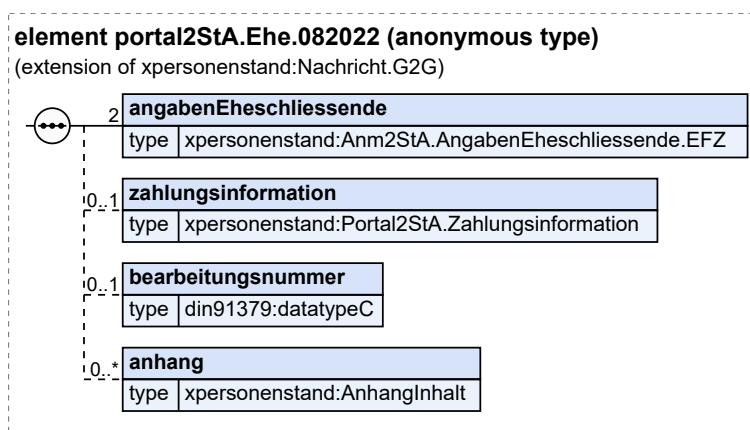 element portal2StA.Ehe.082022 (anonymous type)
(extension of xpersonenstand:Nachricht.G2G)
2 angabenEheschliessende
type xpersonenstand:Anm2StA.AngabenEheschliessende.EFZ
0..1 zahlungsinformation
type xpersonenstand:Portal2StA.Zahlungsinformation
0..1 bearbeitungsnummer
type din91379:datatypeC
0..* anhang
type xpersonenstand:AnhangInhalt